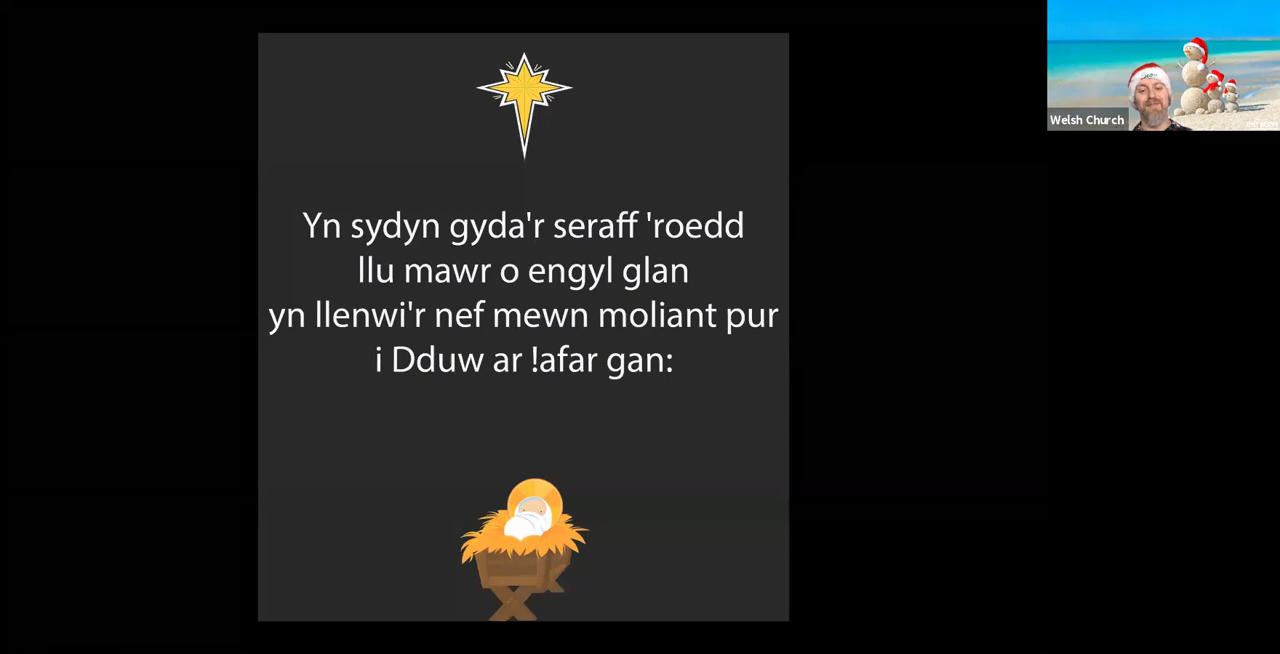 Yn sydyn gyda'r seraff 'roedd
llu mawr o engyl glan
yn llenwi'r nef mewn moliant pur
i Dduw ar !afar gan:
Welsh Church